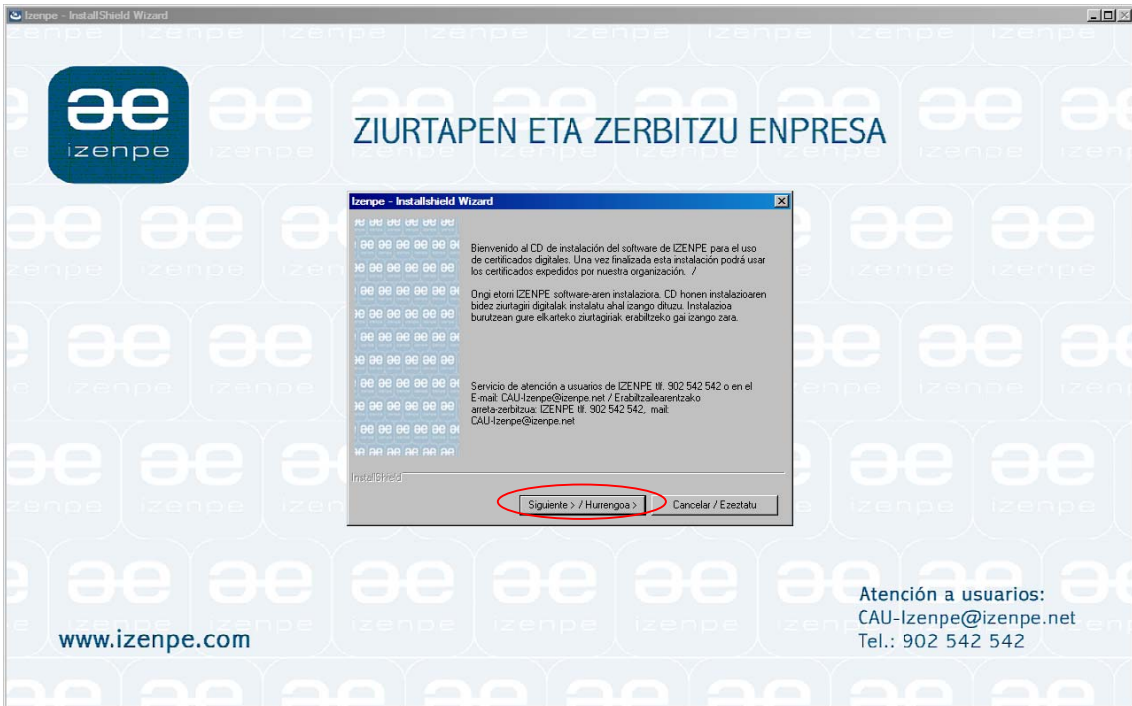 Izenpe - InstallShield Wizard
izenpe
ZIURTAPEN ETA ZERBITZU ENPRESA
Izenpe - Installshield Wizard
Bienvenido al CD de instalación del software de IZENPE para el uso
de certificados digitales. Una vez finalizada esta instalación podrá usar
los certificados expedidos por nuestra organización. /
Ongi etorri IZENPE software-aren instalaziora. CD honen instalazioaren
bidez ziurtagiri digitalak instalatu ahal izango dituzu. Instalazioa
burutzean gure elkarteko ziurtagiriak erabiltzeko gai izango zara.
Servicio de atención a usuarios de IZENPE tlf. 902 542 542 o en el
E-mail: CAU-Izenpe@izenpe.net / Erabiltzailearentzako
arreta-zerbitzua: IZENPE tlf. 902 542 542, mail:
CAU-Izenpe@izenpe.net
InstallShield
Siguiente > / Hurrengoa >
Cancelar / Ezeztatu
Atención a usuarios:
CAU-Izenpe@izenpe.net
Tel.: 902 542 542
www.izenpe.com